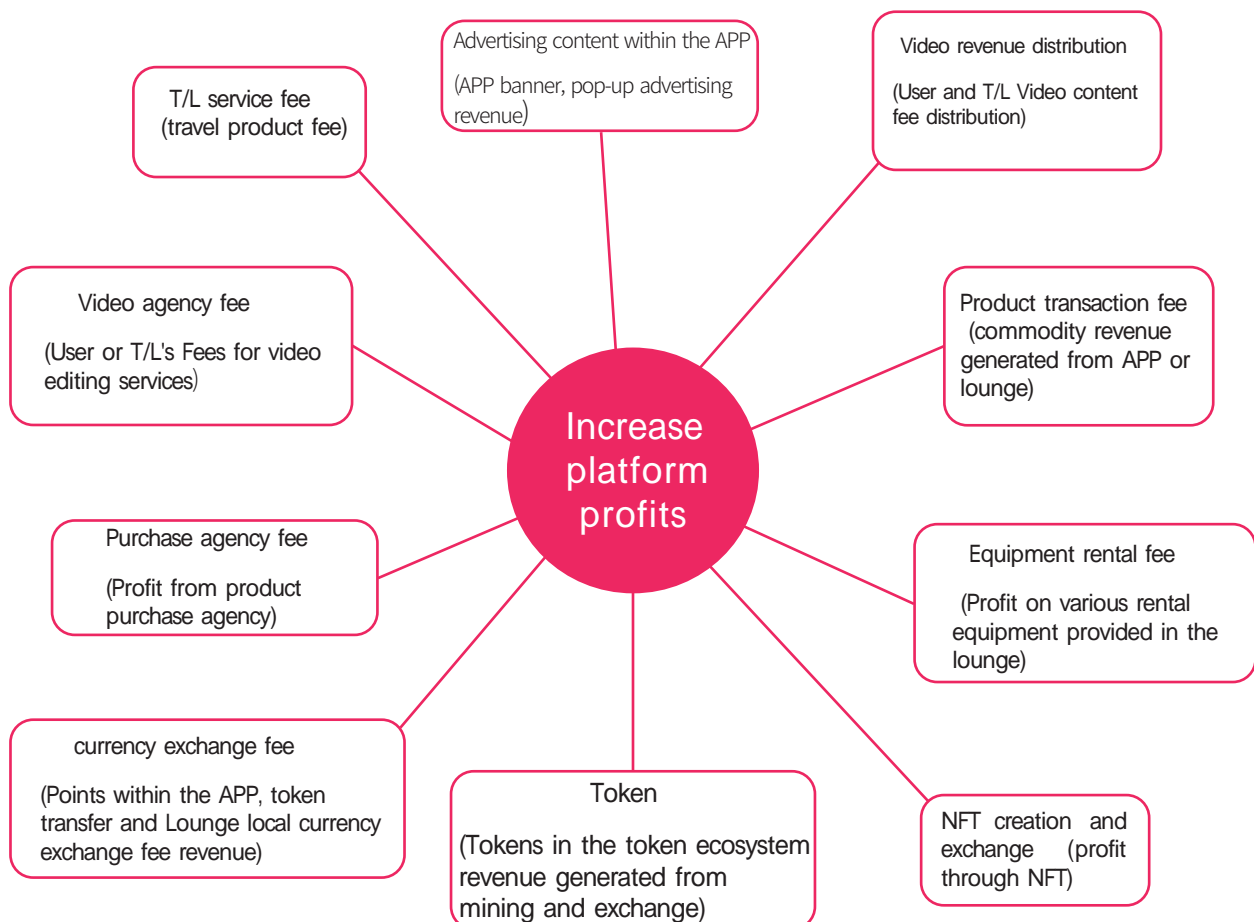 Advertising content within the APP
(APP banner, pop-up advertising
revenue)
Video revenue distribution
(User and T/L Video content
fee distribution)
T/L service fee
(travel product fee)
Video agency fee
(User or T/L's Fees for video
editing services)
Product transaction fee
(commodity revenue
generated from APP or
lounge)
Increase
platform
profits
Purchase agency fee
(Profit from product
purchase agency)
Equipment rental fee
(Profit on various rental
equipment provided in the
lounge)
currency exchange fee
(Points within the APP, token
transfer and Lounge local currency
exchange fee revenue)
Token
(Tokens in the token ecosystem
revenue generated from
mining and exchange)
NFT creation and
exchange (profit
through NFT)